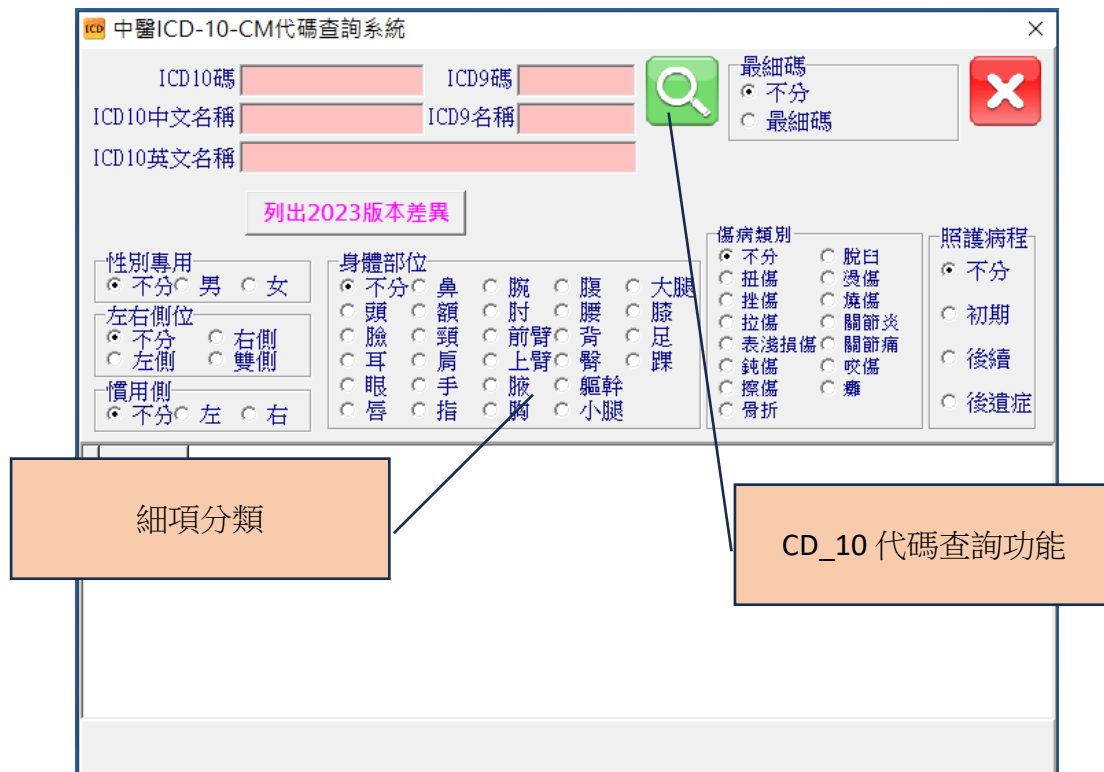 ICD 中醫ICD-10-CM代碼查詢系統
ICD10碼 ICD9碼
ICD10中文名稱 ICD9名稱
ICD10英文名稱
最細碼
不分
最細碼
列出2023版本差異
性別專用
不分 男 女
左右側位
不分 右側
左側 雙側
慣用側
不分 左 右
身體部位
不分 鼻 腕 腹 大腿
頭 額 肘 腰 膝
臉 頸 前臂 背 足
耳 肩 上臂 臀 踝
眼 手 腋 軀幹
唇 指 胸 小腿
傷病類別
不分 脫臼
扭傷 燙傷
挫傷 燒傷
拉傷 關節炎
表淺損傷 關節痛
鈍傷 咬傷
擦傷 癱
骨折
照護病程
不分
初期
後續
後遺症
細項分類
CD_10 代碼查詢功能